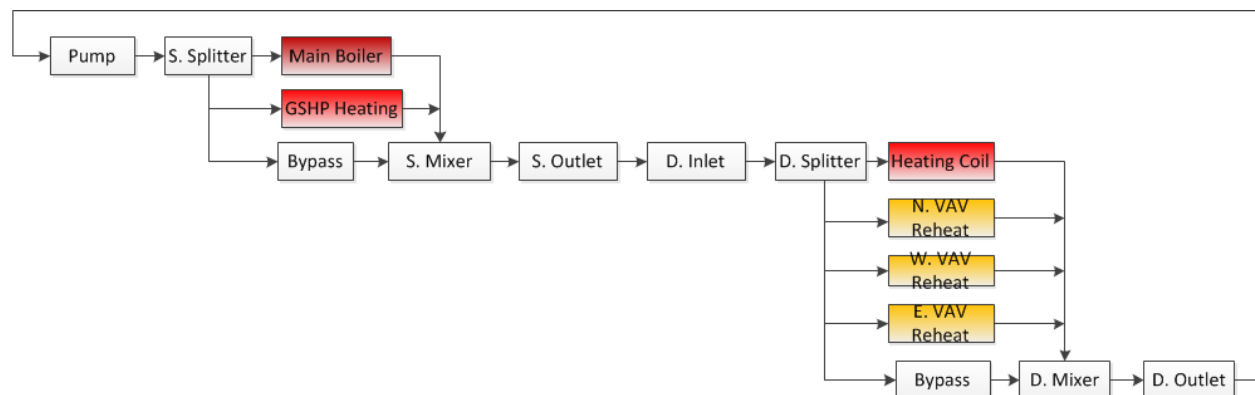 Pump
S. Splitter
Main Boiler
GSHP Heating
Bypass
S. Mixer
S. Outlet
D. Inlet
D. Splitter
Heating Coil
N. VAV
Reheat
W. VAV
Reheat
E. VAV
Reheat
Bypass
D. Mixer
D. Outlet